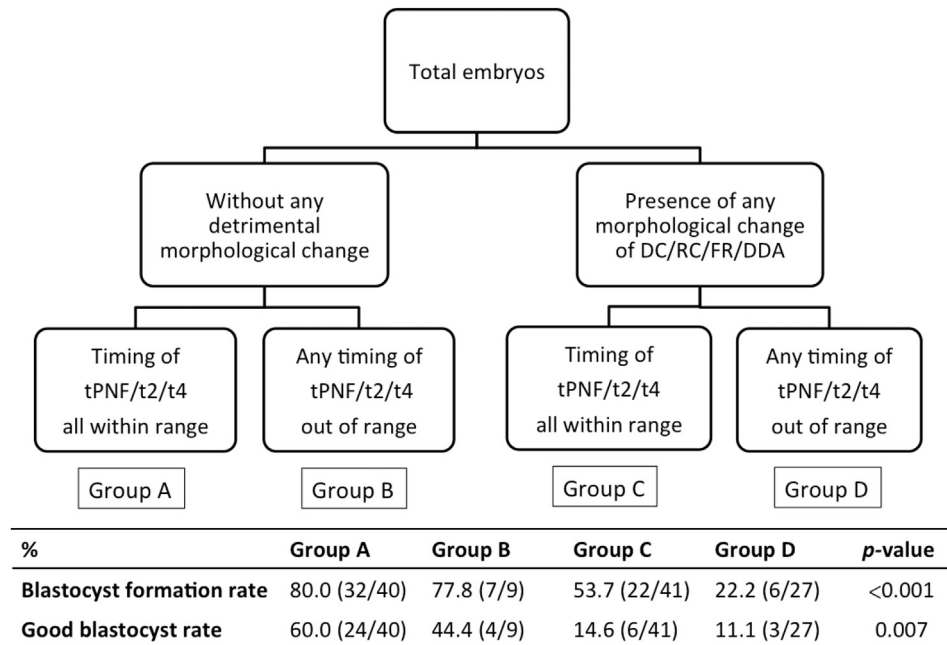 Total embryos
Without any
detrimental
morphological change
Presence of any
morphological change
of DC/RC/FR/DDA
Timing of
tPNF/t2/t4
all within range
Any timing of
tPNF/t2/t4
out of range
Timing of
tPNF/t2/t4
all within range
Any timing of
tPNF/t2/t4
out of range
Group A
Group B
Group C
Group D
% Group A Group B Group C Group D p-value
Blastocyst formation rate 80.0 (32/40) 77.8 (7/9) 53.7 (22/41) 22.2 (6/27) <0.001
Good blastocyst rate 60.0 (24/40) 44.4 (4/9) 14.6 (6/41) 11.1 (3/27) 0.007